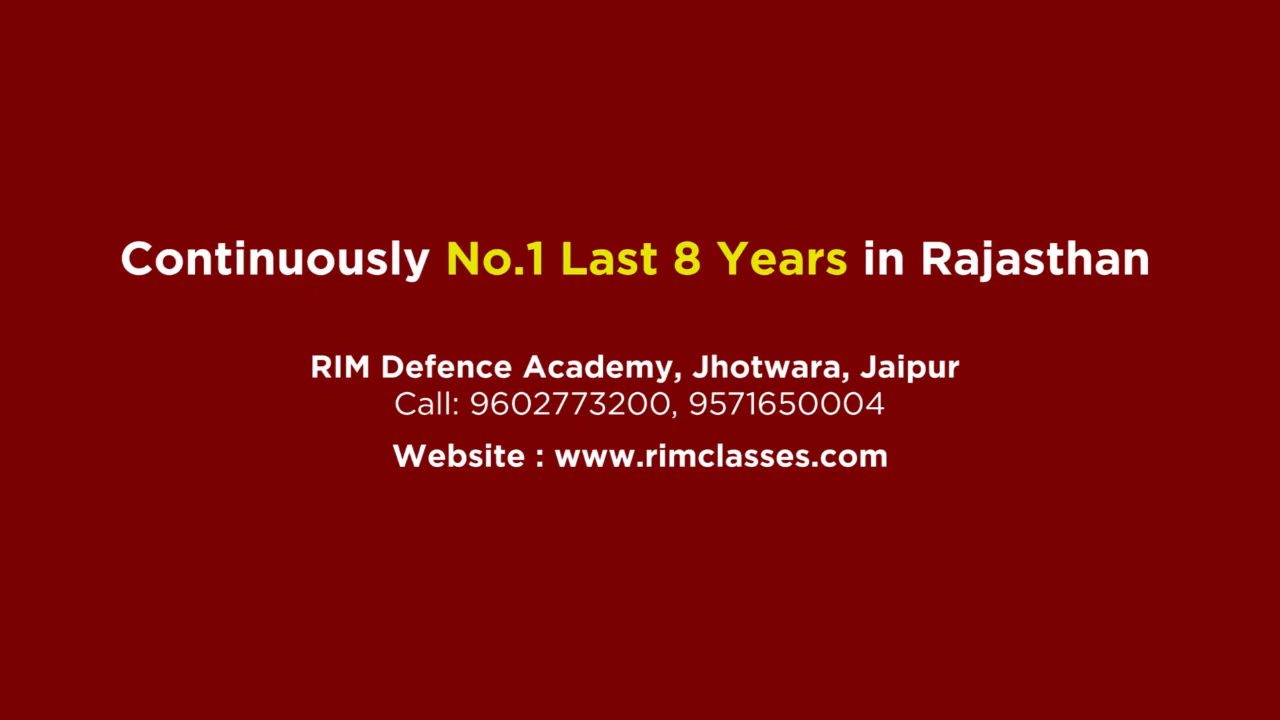 Continuously No.1 Last 8 Years in Rajasthan
RIM Defence Academy, Jhotwara, Jaipur
Call: 9602773200, 9571650004
Website : www.rimclasses.com